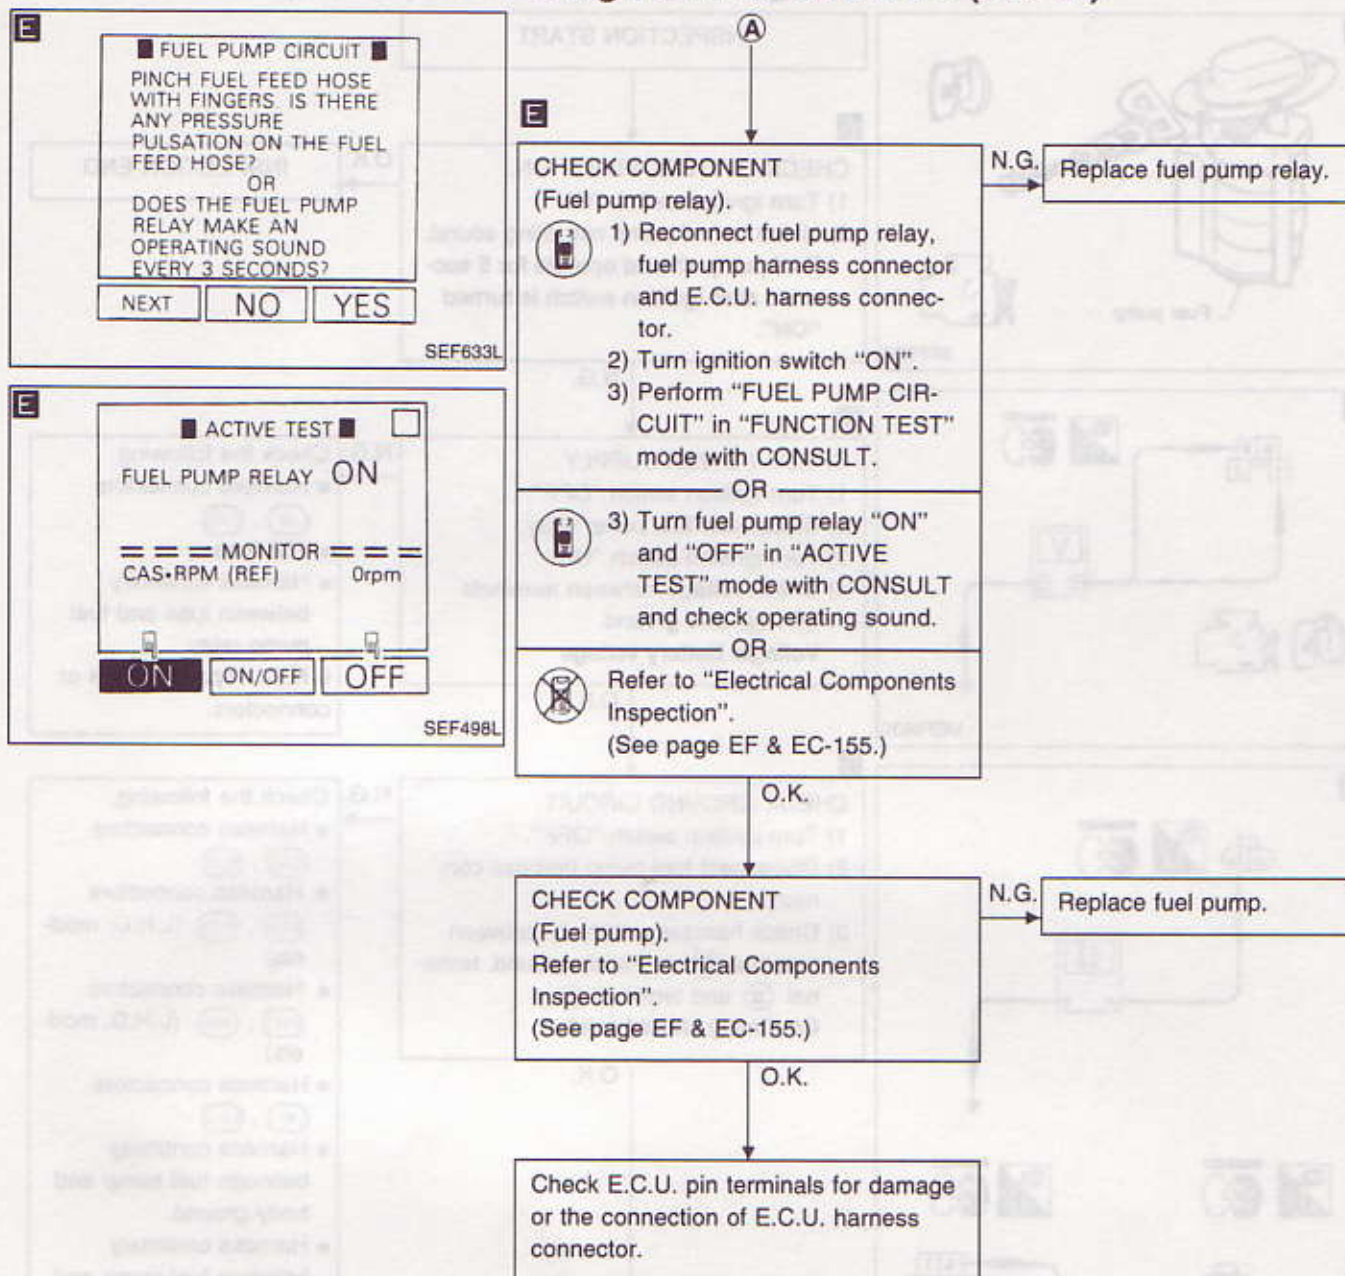 E
FUEL PUMP CIRCUIT
PINCH FUEL FEED HOSE
WITH FINGERS. IS THERE
ANY PRESSURE
PULSATION ON THE FUEL
FEED HOSE?
OR
DOES THE FUEL PUMP
RELAY MAKE AN
OPERATING SOUND
EVERY 3 SECONDS?
NEXT NO YES
SEF633L
E
ACTIVE TEST
FUEL PUMP RELAY ON
= = = MONITOR = = =
CAS•RPM (REF) 0rpm
ON ON/OFF OFF
SEF498L
A
E
CHECK COMPONENT
(Fuel pump relay).
1) Reconnect fuel pump relay,
fuel pump harness connector
and E.C.U. harness connec-
tor.
2) Turn ignition switch “ON”.
3) Perform “FUEL PUMP CIR-
CUIT” in “FUNCTION TEST”
mode with CONSULT.
OR
3) Turn fuel pump relay “ON”
and “OFF” in “ACTIVE
TEST” mode with CONSULT
and check operating sound.
OR
Refer to “Electrical Components
Inspection”.
(See page EF & EC-155.)
N.G.
Replace fuel pump relay.
O.K.
CHECK COMPONENT
(Fuel pump).
Refer to “Electrical Components
Inspection”.
(See page EF & EC-155.)
N.G.
Replace fuel pump.
O.K.
Check E.C.U. pin terminals for damage
or the connection of E.C.U. harness
connector.